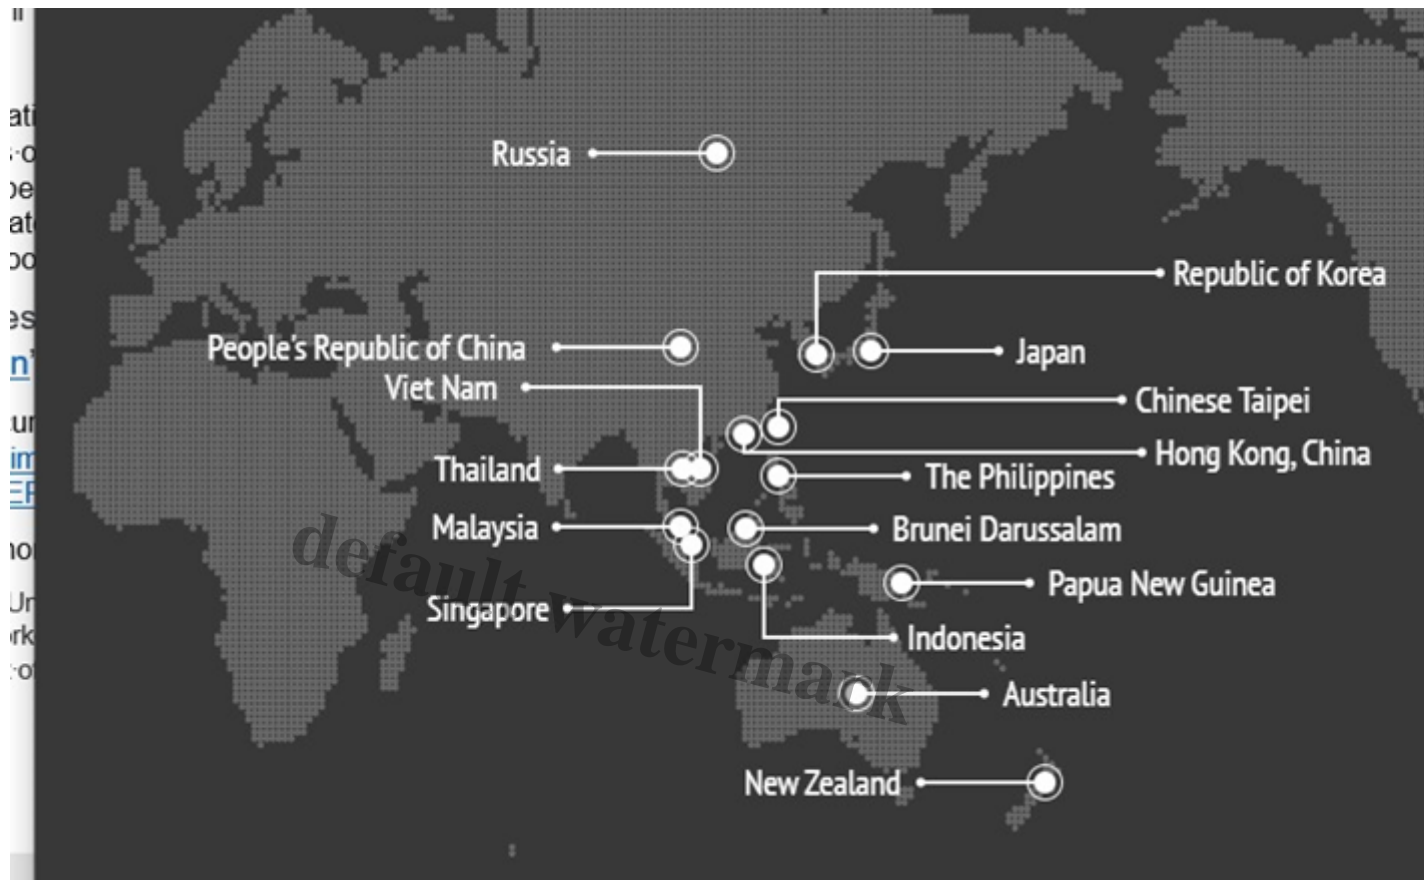 Russia
Republic of Korea
People's Republic of China
Japan
Viet Nam
Chinese Taipei
Hong Kong, China
Thailand
The Philippines
Malaysia
Brunei Darussalam
Papua New Guinea
Singapore
Indonesia
Australia
New Zealand
default watermark